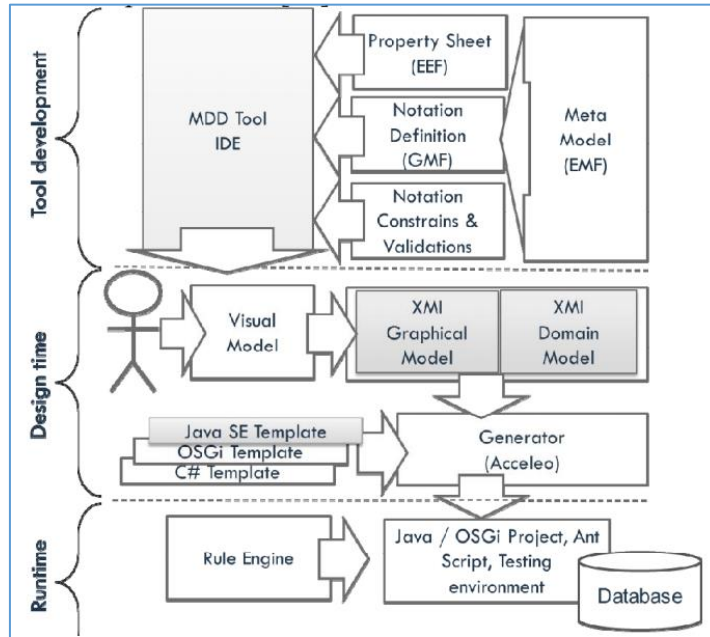 Tool development
MDD Tool
IDE
Property Sheet
(EEF)
Notation
Definition
(GMF)
Notation
Constrains &
Validations
Meta
Model
(EMF)
Design time
Visual
Model
XMI
Graphical
Model
XMI
Domain
Model
Java SE Template
OSGi Template
C# Template
Generator
(Acceleo)
Runtime
Rule Engine
Java / OSGi Project, Ant
Script, Testing
environment
Database